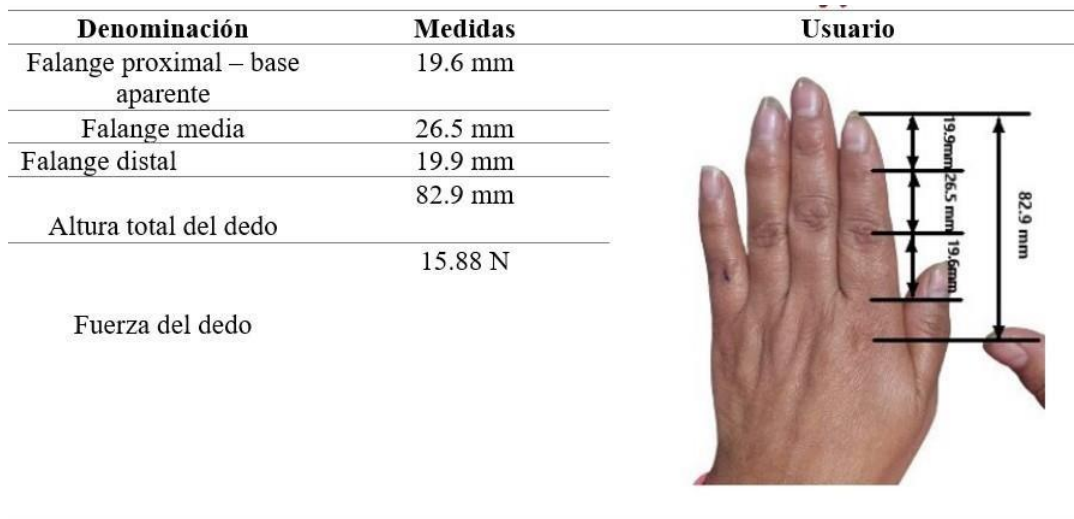 Denominación Medidas Usuario
Falange proximal – base 19.6 mm
aparente
Falange media 26.5 mm
Falange distal 19.9 mm
82.9 mm
Altura total del dedo
15.88 N
Fuerza del dedo
19.9mm
26.5 mm
19.6mm
82.9 mm